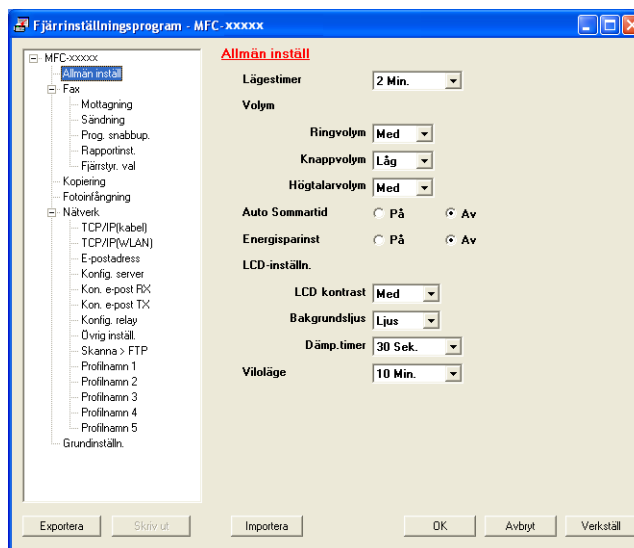 Fjärrinställningsprogram - MFC-xxxxx
MFC-xxxxx
Allmän inställ
Fax
Mottagning
Sändning
Prog. snabbup.
Rapportinst.
Fjärrstyr. val
Kopiering
Fotoinfångning
Nätverk
TCP/IP(kabel)
TCP/IP(WLAN)
E-postadress
Konfig. server
Kon. e-post RX
Kon. e-post TX
Konfig. relay
Övrig inställ.
Skanna > FTP
Profilnamn 1
Profilnamn 2
Profilnamn 3
Profilnamn 4
Profilnamn 5
Grundinställn.
Allmän inställ
Lägestimer 2 Min.
Volym
Ringvolym Med
Knappvolym Låg
Högtalarvolym Med
Auto Sommartid På Av
Energisparinst På Av
LCD-inställn.
LCD kontrast Med
Bakgrundsljus Ljus
Dämp.timer 30 Sek.
Viloläge 10 Min.
Exportera Skriv ut Importera OK Avbryt Verkställ